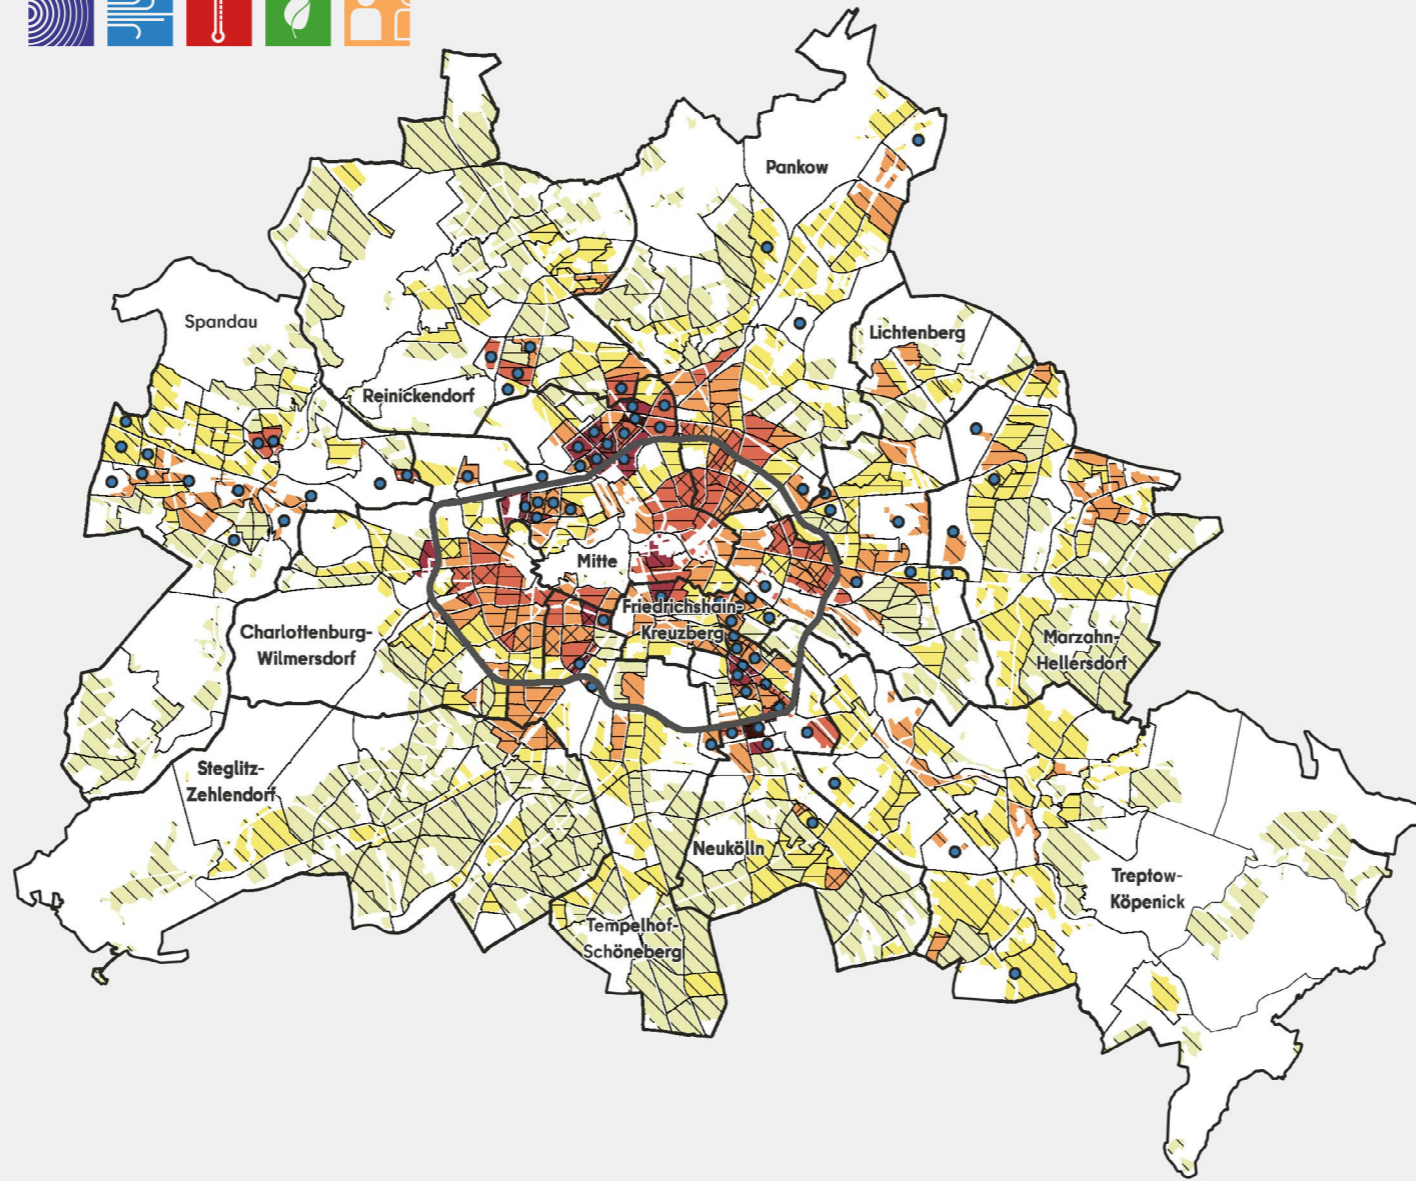 Pankow
Spandau
Lichtenberg
Reinickendorf
Mitte
Friedrichshain-
Kreuzberg
Charlottenburg-
Wilmersdorf
Marzahn-
Hellersdorf
Steglitz-
Zehlendorf
Neukölln
Treptow-
Köpenick
Tempelhof-
Schöneberg